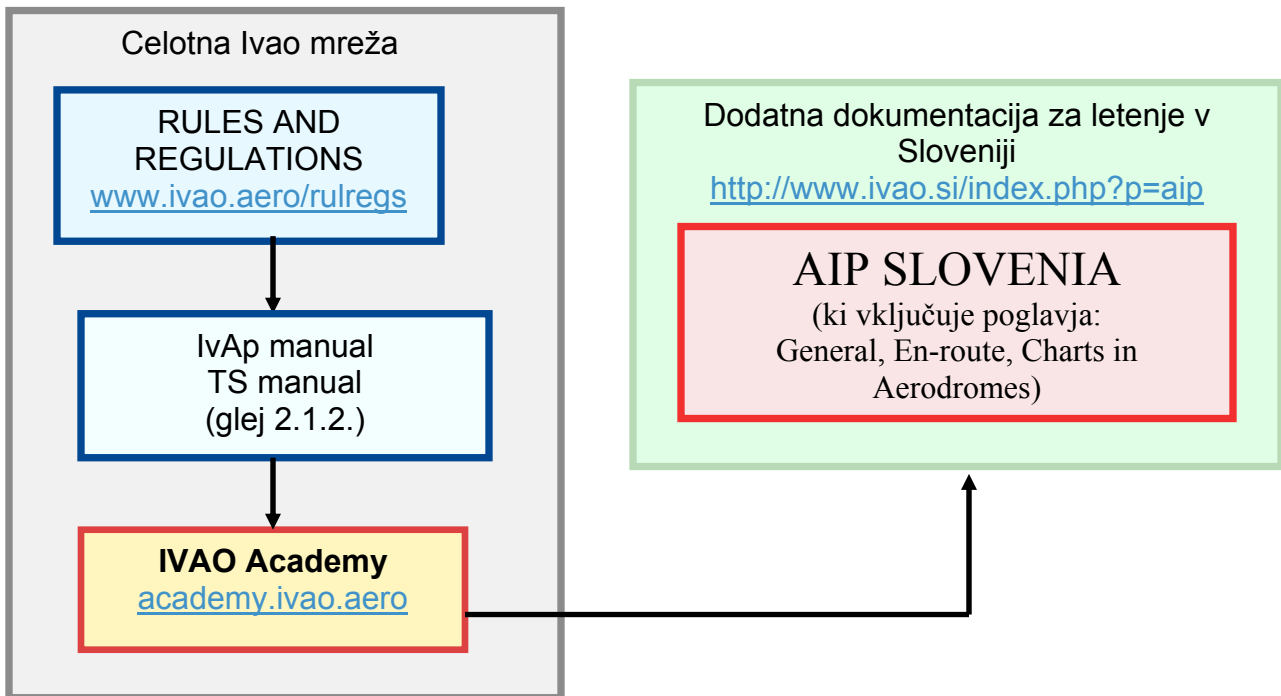 Celotna Ivao mreža
RULES AND
REGULATIONS
www.ivao.aero/rulregs
IvAp manual
TS manual
(glej 2.1.2.)
IVAO Academy
academy.ivao.aero
Dodatna dokumentacija za letenje v
Sloveniji
http://www.ivao.si/index.php?p=aip
AIP SLOVENIA
(ki vključuje poglavja:
General, En-route, Charts in
Aerodromes)